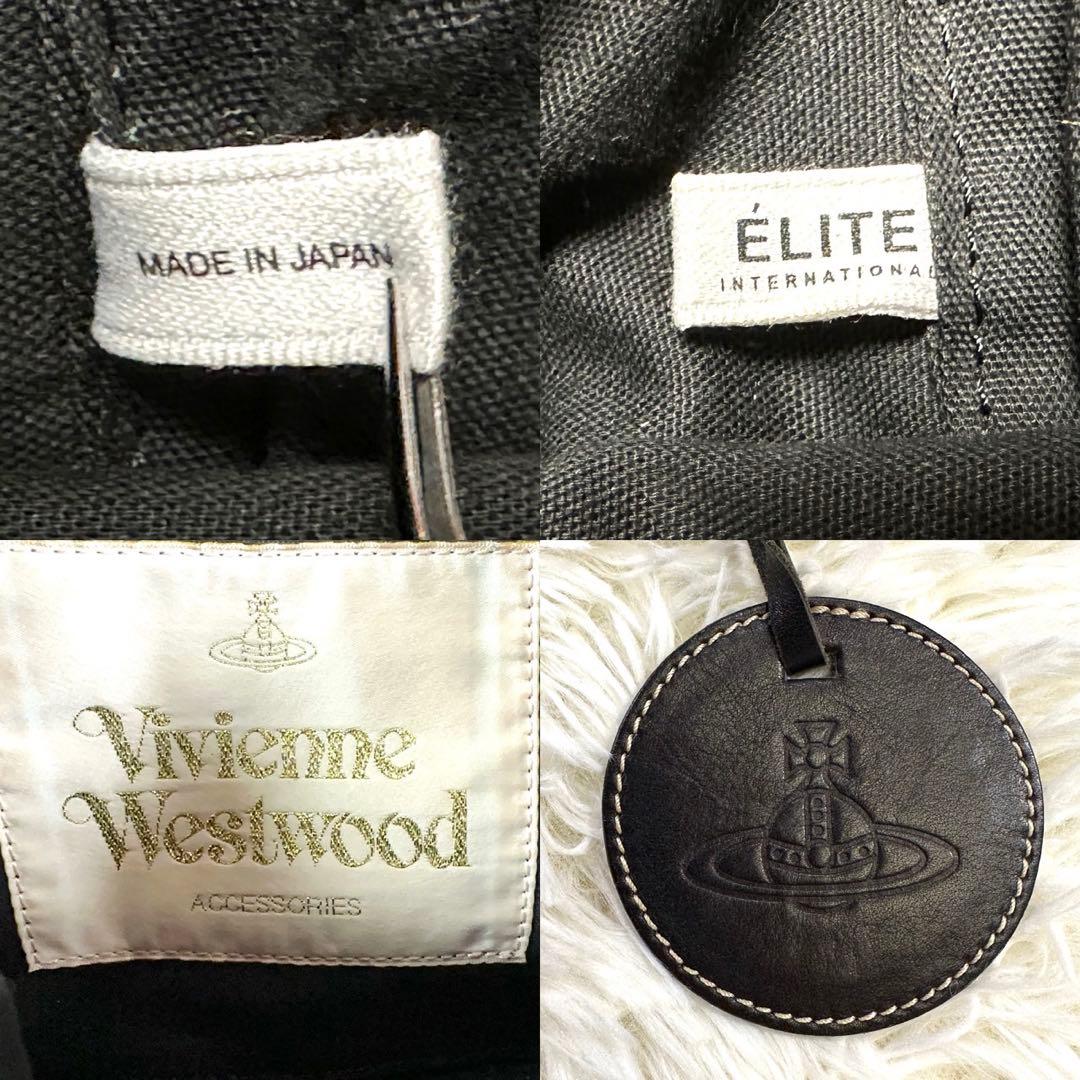 MADE IN JAPAN
ÉLITE
INTERNATIONAL
Vivienne
Westwood
ACCESSORIES